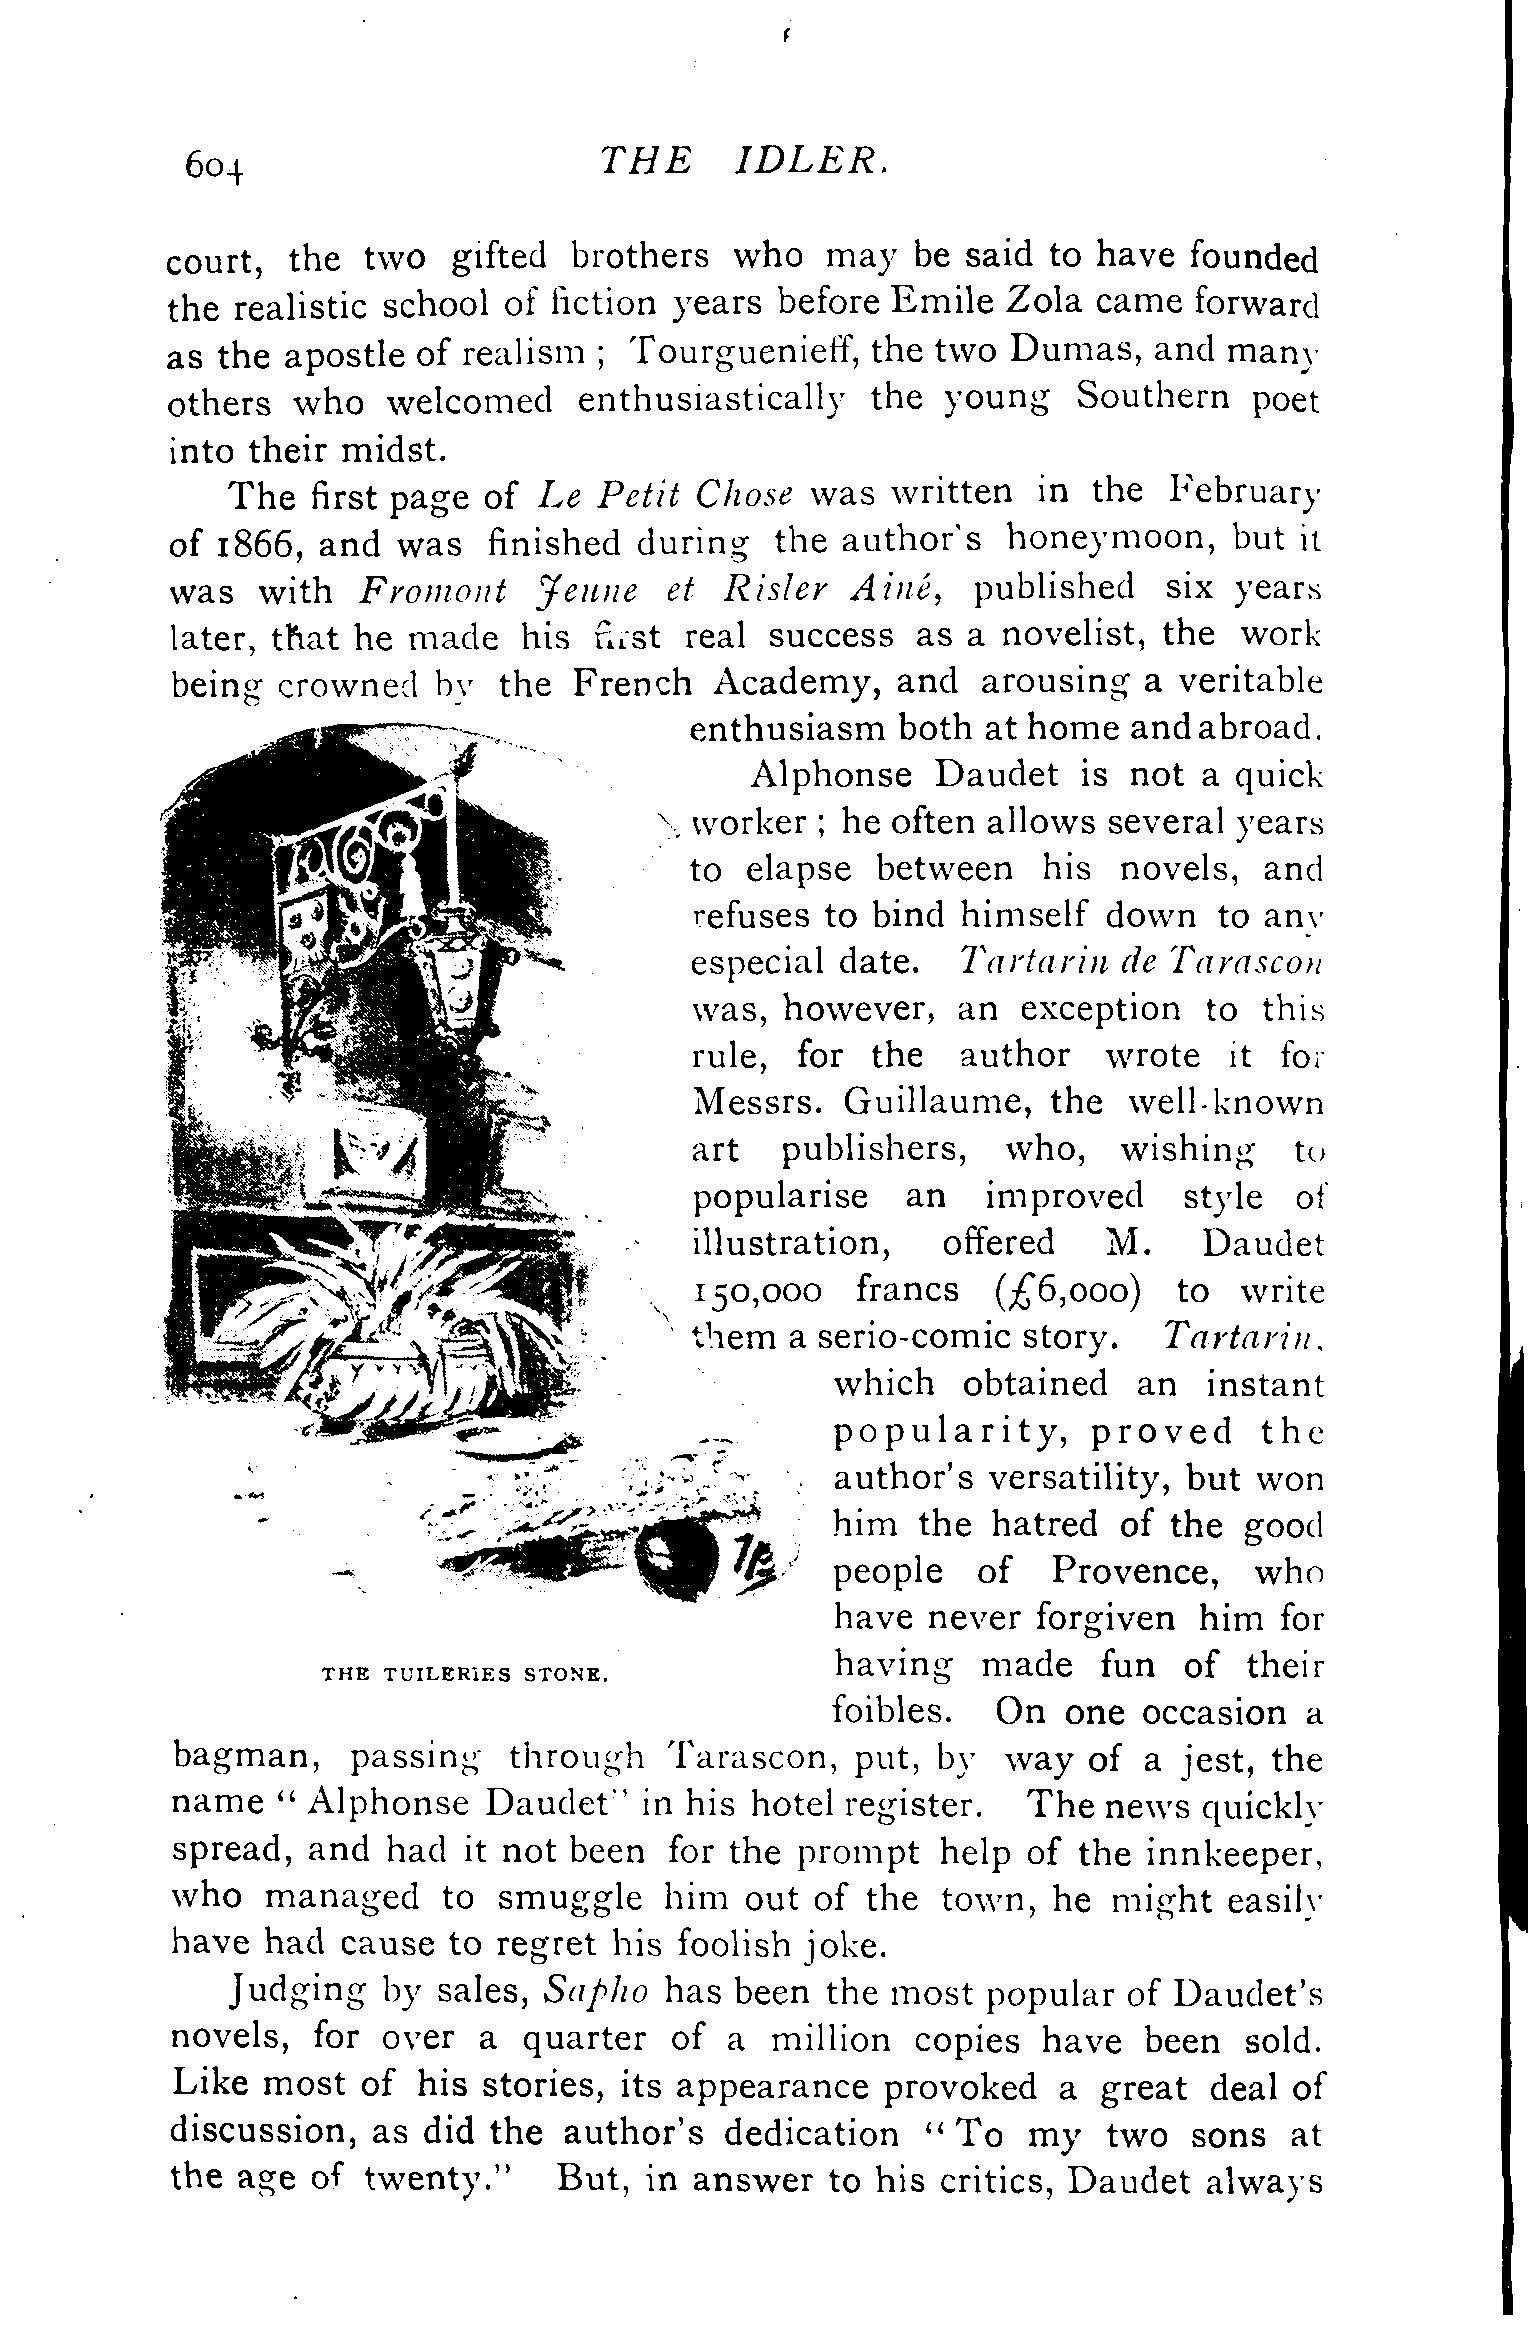 604 THE IDLER.
court, the two gifted brothers who may be said to have founded
the realistic school of fiction years before Emile Zola came forward
as the apostle of realism ; Tourguenieff, the two Dumas, and many
others who welcomed enthusiastically the young Southern poet
into their midst.
The first page of Le Petit Chose was written in the February
of 1866, and was finished during the author's honeymoon, but it
was with Fromont Jeune et Risler Ainé, published six years
later, that he made his first real success as a novelist, the work
being crowned by the French Academy, and arousing a veritable
enthusiasm both at home and abroad.
Alphonse Daudet is not a quick
worker ; he often allows several years
to elapse between his novels, and
refuses to bind himself down to any
especial date. Tartarin de Tarascon
was, however, an exception to this
rule, for the author wrote it for
Messrs. Guillaume, the well-known
art publishers, who, wishing to
popularise an improved style of
illustration, offered M. Daudet
150,000 francs (£6,000) to write
them a serio-comic story. Tartarin,
which obtained an instant
popularity, proved the
author's versatility, but won
him the hatred of the good
people of Provence, who
have never forgiven him for
having made fun of their
foibles. On one occasion a
THE TUILERIES STONE.
bagman, passing through Tarascon, put, by way of a jest, the
name “ Alphonse Daudet” in his hotel register. The news quickly
spread, and had it not been for the prompt help of the innkeeper,
who managed to smuggle him out of the town, he might easily
have had cause to regret his foolish joke.
Judging by sales, Sapho has been the most popular of Daudet's
novels, for over a quarter of a million copies have been sold.
Like most of his stories, its appearance provoked a great deal of
discussion, as did the author's dedication “ To my two sons at
the age of twenty.” But, in answer to his critics, Daudet always